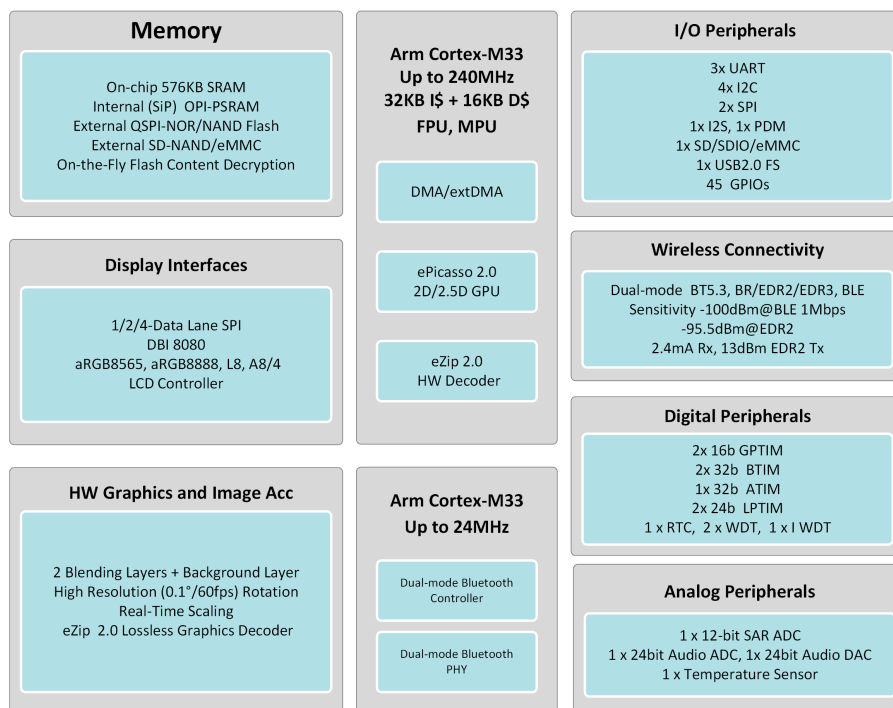 Memory
On-chip 576KB SRAM
Internal (SiP) OPI-PSRAM
External QSPI-NOR/NAND Flash
External SD-NAND/eMMC
On-the-Fly Flash Content Decryption
Display Interfaces
1/2/4-Data Lane SPI
DBI 8080
aRGB8565, aRGB8888, L8, A8/4
LCD Controller
HW Graphics and Image Acc
2 Blending Layers + Background Layer
High Resolution (0.1°/60fps) Rotation
Real-Time Scaling
eZip 2.0 Lossless Graphics Decoder
Arm Cortex-M33
Up to 240MHz
32KB I$ + 16KB D$
FPU, MPU
DMA/extDMA
ePicasso 2.0
2D/2.5D GPU
eZip 2.0
HW Decoder
Arm Cortex-M33
Up to 24MHz
Dual-mode Bluetooth
Controller
Dual-mode Bluetooth
PHY
I/O Peripherals
3x UART
4x I2C
2x SPI
1x I2S, 1x PDM
1x SD/SDIO/eMMC
1x USB2.0 FS
45 GPIOs
Wireless Connectivity
Dual-mode BT5.3, BR/EDR2/EDR3, BLE
Sensitivity -100dBm@BLE 1Mbps
-95.5dBm@EDR2
2.4mA Rx, 13dBm EDR2 Tx
Digital Peripherals
2x 16b GPTIM
2x 32b BTIM
1x 32b ATIM
2x 24b LPTIM
1 x RTC, 2 x WDT, 1 x I WDT
Analog Peripherals
1 x 12-bit SAR ADC
1 x 24bit Audio ADC, 1x 24bit Audio DAC
1 x Temperature Sensor